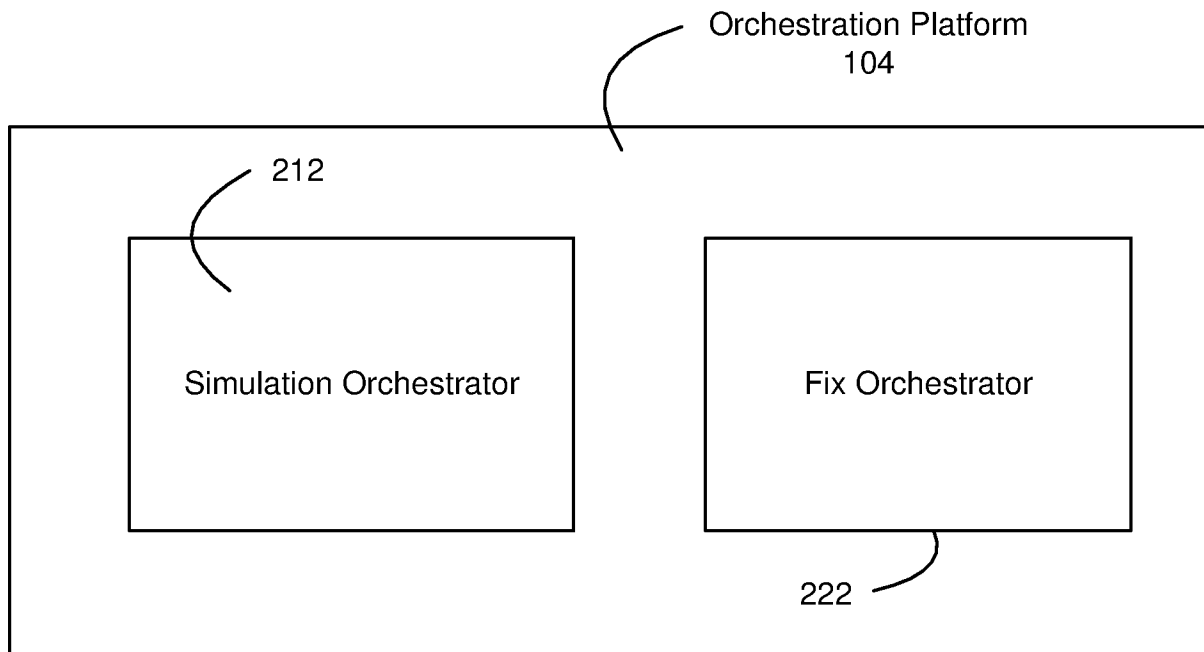 Orchestration Platform
104
212
Simulation Orchestrator
Fix Orchestrator
222